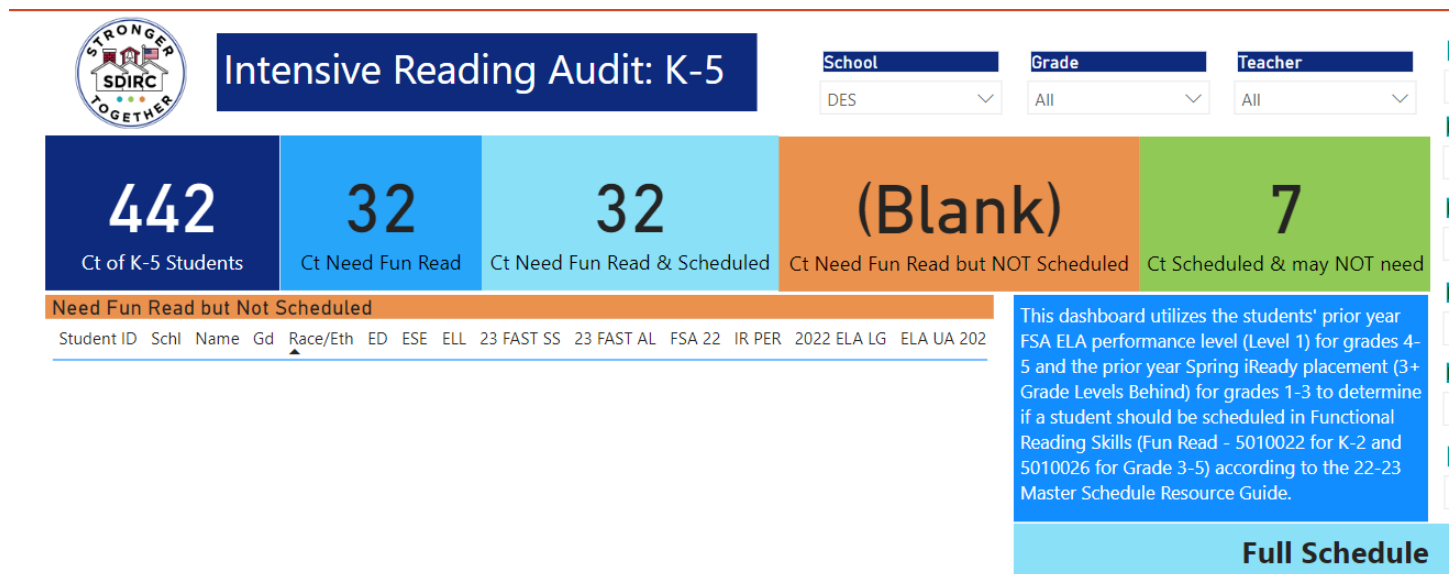 STRONGER
SDIRC
TOGETHER
Intensive Reading Audit: K-5
School
DES
Grade
All
Teacher
All
442
Ct of K-5 Students
32
Ct Need Fun Read
32
Ct Need Fun Read & Scheduled
(Blank)
Ct Need Fun Read but NOT Scheduled
7
Ct Scheduled & may NOT need
Need Fun Read but Not Scheduled
Student ID Schl Name Gd Race/Eth ED ESE ELL 23 FAST SS 23 FAST AL FSA 22 IR PER 2022 ELA LG ELA UA 202
This dashboard utilizes the students' prior year
FSA ELA performance level (Level 1) for grades 4-
5 and the prior year Spring iReady placement (3+
Grade Levels Behind) for grades 1-3 to determine
if a student should be scheduled in Functional
Reading Skills (Fun Read - 5010022 for K-2 and
5010026 for Grade 3-5) according to the 22-23
Master Schedule Resource Guide.
Full Schedule